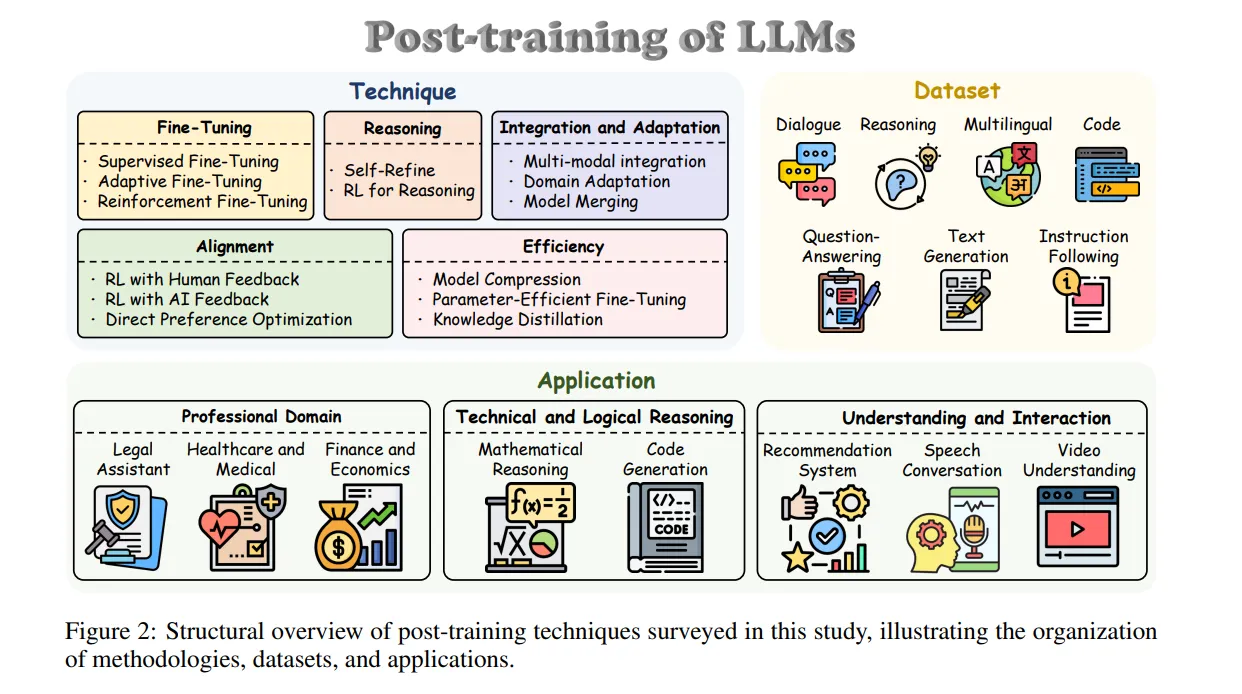 Post-training of LLMs
Technique
Fine-Tuning
· Supervised Fine-Tuning
· Adaptive Fine-Tuning
· Reinforcement Fine-Tuning
Reasoning
· Self-Refine
· RL for Reasoning
Integration and Adaptation
· Multi-modal integration
· Domain Adaptation
· Model Merging
Alignment
· RL with Human Feedback
· RL with AI Feedback
· Direct Preference Optimization
Efficiency
· Model Compression
· Parameter-Efficient Fine-Tuning
· Knowledge Distillation
Dataset
Dialogue
Reasoning
?
Multilingual
A
文
अ
Code
</>
Question-
Answering
Q
A
Text
Generation
Instruction
Following
i
Application
Professional Domain
Legal
Assistant
Healthcare and
Medical
Finance and
Economics
$
Technical and Logical Reasoning
Mathematical
Reasoning
f(x)=1/2
√X
Code
Generation
</>
CODE
Understanding and Interaction
Recommendation
System
Speech
Conversation
Video
Understanding
Figure 2: Structural overview of post-training techniques surveyed in this study, illustrating the organization
of methodologies, datasets, and applications.